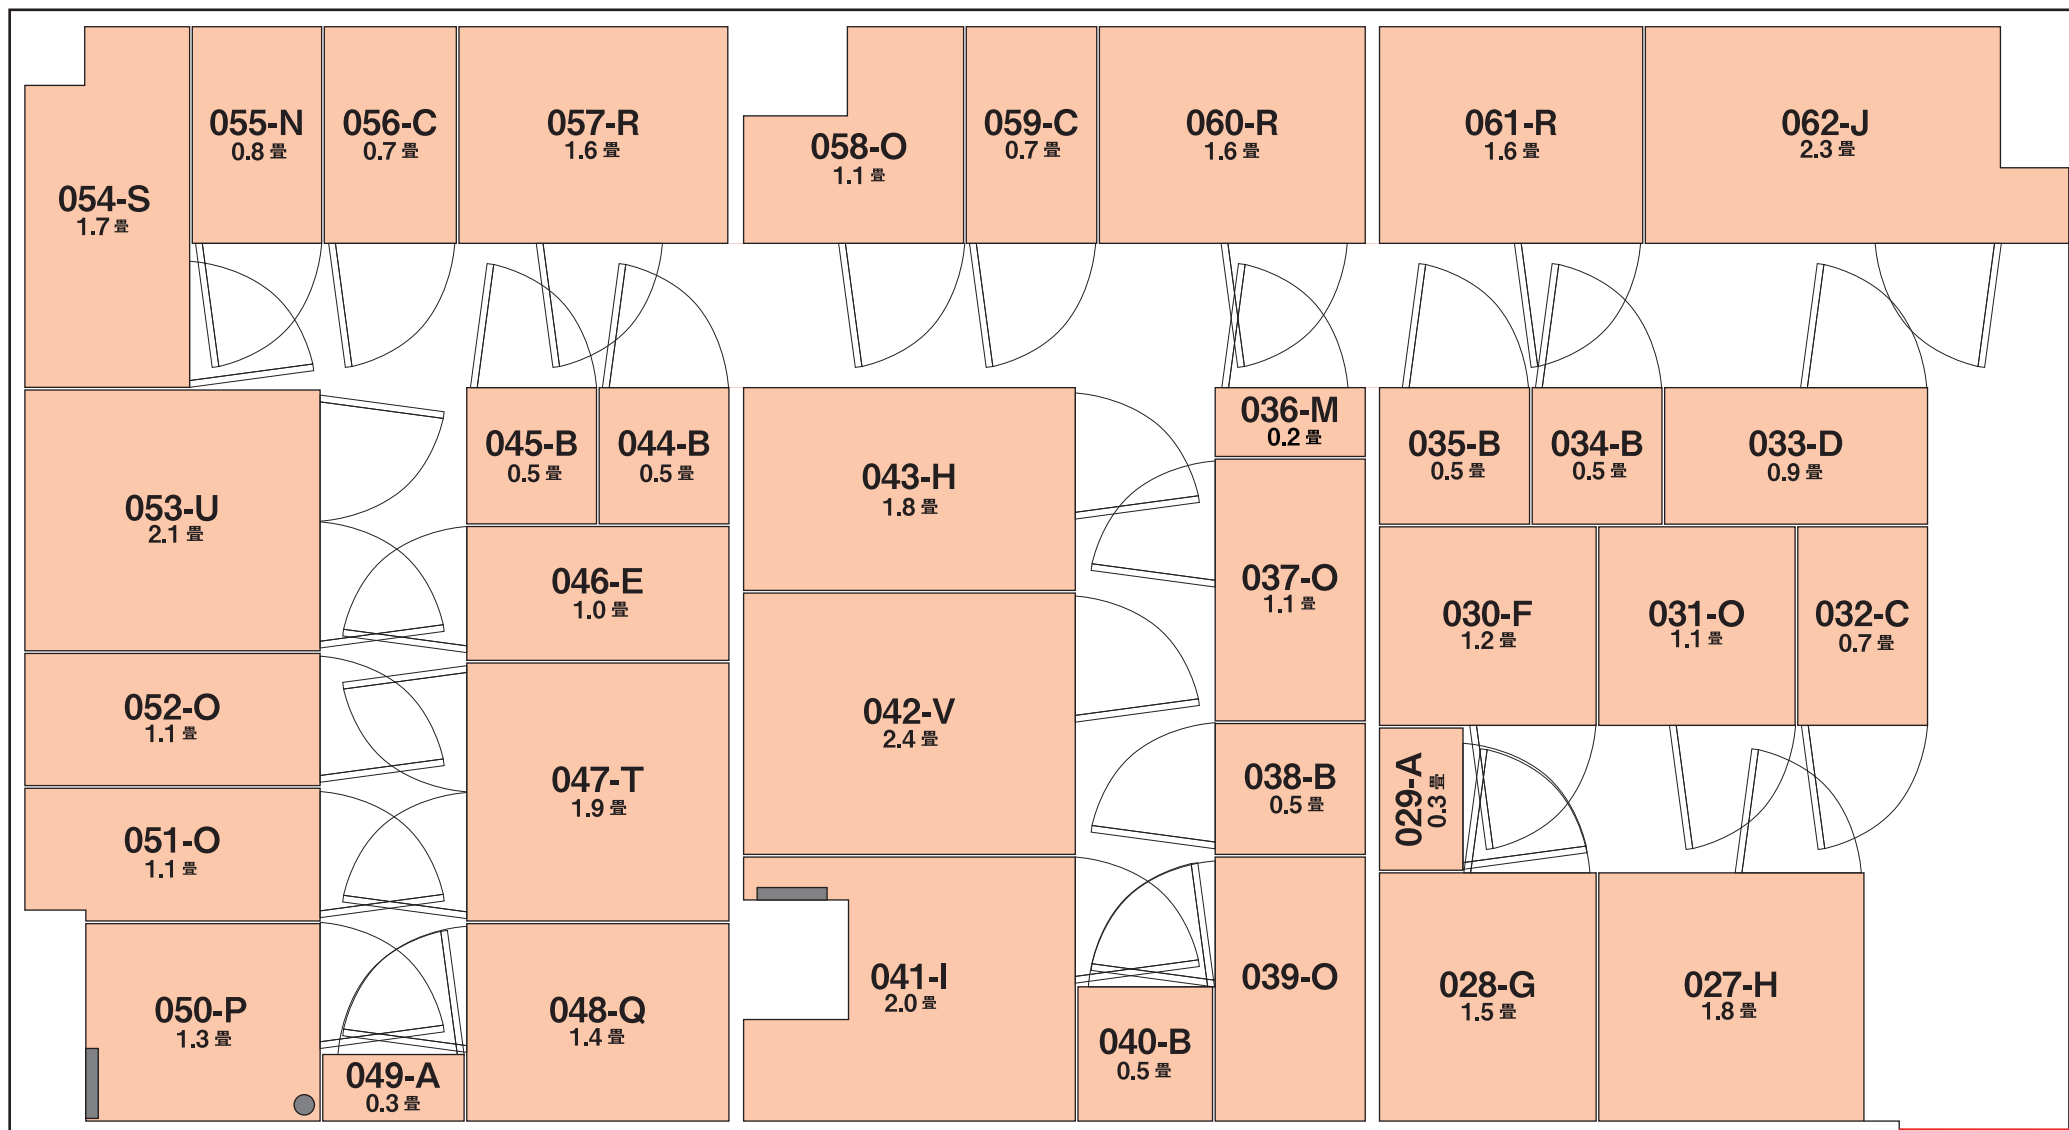 055-N
0.8 畳
056-C
0.7 畳
057-R
1.6 畳
058-O
1.1 畳
059-C
0.7 畳
060-R
1.6 畳
061-R
1.6 畳
062-J
2.3 畳
054-S
1.7 畳
053-U
2.1 畳
045-B
0.5 畳
044-B
0.5 畳
043-H
1.8 畳
036-M
0.2 畳
035-B
0.5 畳
034-B
0.5 畳
033-D
0.9 畳
046-E
1.0 畳
037-O
1.1 畳
030-F
1.2 畳
031-O
1.1 畳
032-C
0.7 畳
052-O
1.1 畳
047-T
1.9 畳
042-V
2.4 畳
038-B
0.5 畳
029-A
0.3 畳
051-O
1.1 畳
050-P
1.3 畳
049-A
0.3 畳
048-Q
1.4 畳
041-I
2.0 畳
040-B
0.5 畳
039-O
028-G
1.5 畳
027-H
1.8 畳